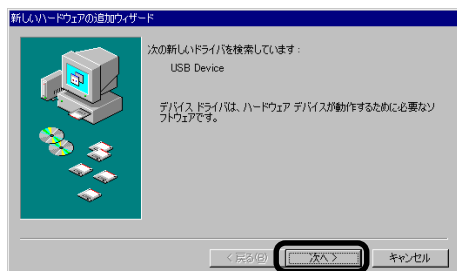 新しいハードウェアの追加ウィザード
次の新しいドライバを検索しています：
USB Device
デバイス ドライバは、ハードウェア デバイスが動作するために必要なソ
フトウェアです。
< 戻る(B)
次へ >
キャンセル